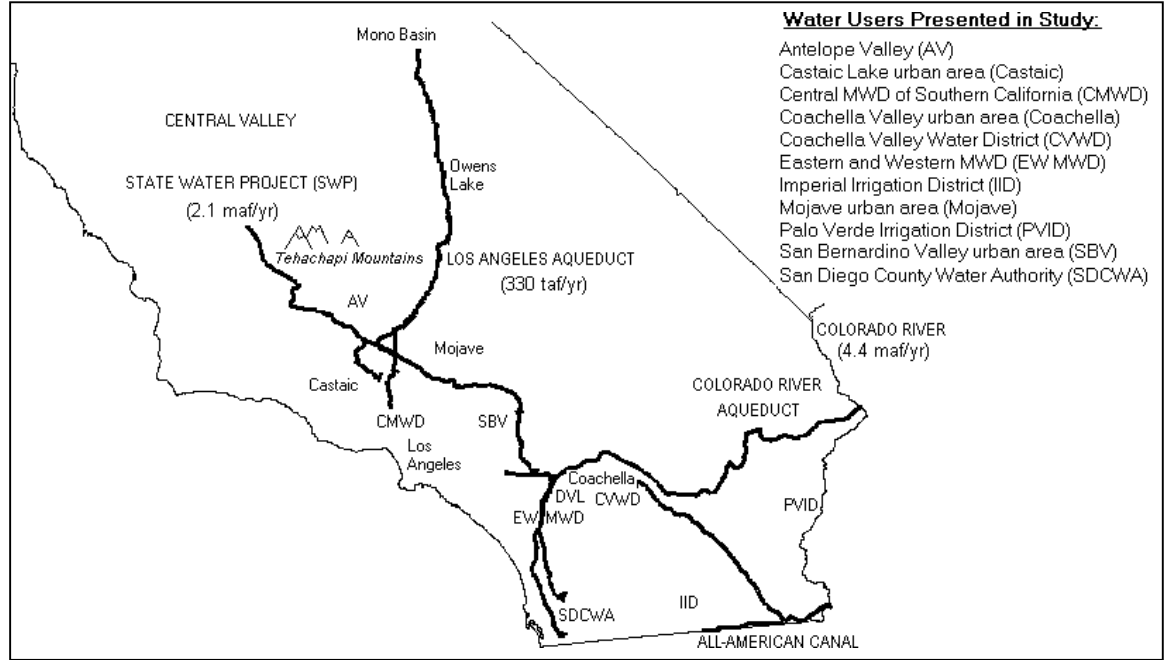 Water Users Presented in Study:
Antelope Valley (AV)
Castaic Lake urban area (Castaic)
Central MWD of Southern California (CMWD)
Coachella Valley urban area (Coachella)
Coachella Valley Water District (CVWD)
Eastern and Western MWD (EW MWD)
Imperial Irrigation District (IID)
Mojave urban area (Mojave)
Palo Verde Irrigation District (PVID)
San Bernardino Valley urban area (SBV)
San Diego County Water Authority (SDCWA)
Mono Basin
CENTRAL VALLEY
Owens
Lake
STATE WATER PROJECT (SWP)
(2.1 maf/yr)
Tehachapi Mountains
LOS ANGELES AQUEDUCT
(330 taf/yr)
AV
Mojave
COLORADO RIVER
(4.4 maf/yr)
Castaic
COLORADO RIVER
AQUEDUCT
CMWD
SBV
Los
Angeles
Coachella
DVL
CVWD
EW MWD
PVID
SDCWA
IID
ALL-AMERICAN CANAL